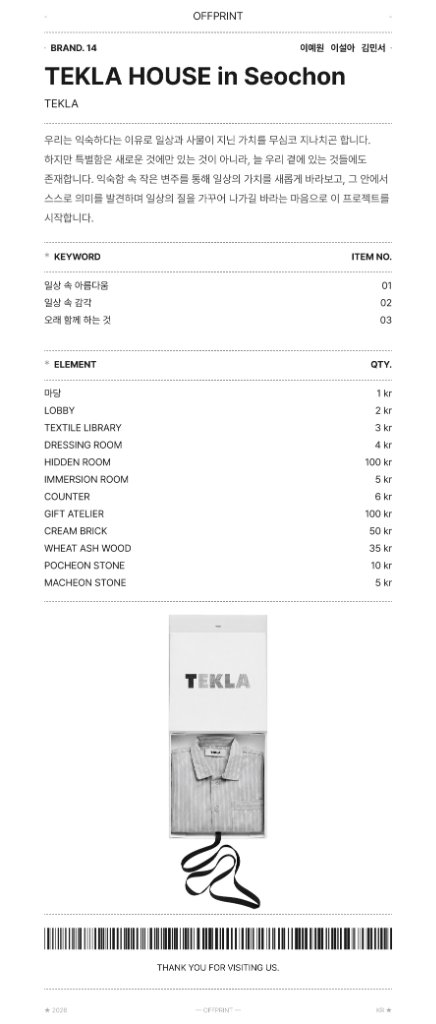 OFFPRINT
· BRAND. 14 이예원 이설아 김민서 ·
TEKLA HOUSE in Seochon
TEKLA
우리는 익숙하다는 이유로 일상과 사물이 지닌 가치를 무심코 지나치곤 합니다.
하지만 특별함은 새로운 것에만 있는 것이 아니라, 늘 우리 곁에 있는 것들에도
존재합니다. 익숙함 속 작은 변주를 통해 일상의 가치를 새롭게 바라보고, 그 안에서
스스로 의미를 발견하며 일상의 질을 가꾸어 나가길 바라는 마음으로 이 프로젝트를
시작합니다.
* KEYWORD ITEM NO.
일상 속 아름다움 01
일상 속 감각 02
오래 함께 하는 것 03
* ELEMENT QTY.
마당 1 kr
LOBBY 2 kr
TEXTILE LIBRARY 3 kr
DRESSING ROOM 4 kr
HIDDEN ROOM 100 kr
IMMERSION ROOM 5 kr
COUNTER 6 kr
GIFT ATELIER 100 kr
CREAM BRICK 50 kr
WHEAT ASH WOOD 35 kr
POCHEON STONE 10 kr
MACHEON STONE 5 kr
TEKLA
TEKLA
THANK YOU FOR VISITING US.
★ 2026 — OFFPRINT — KR ★